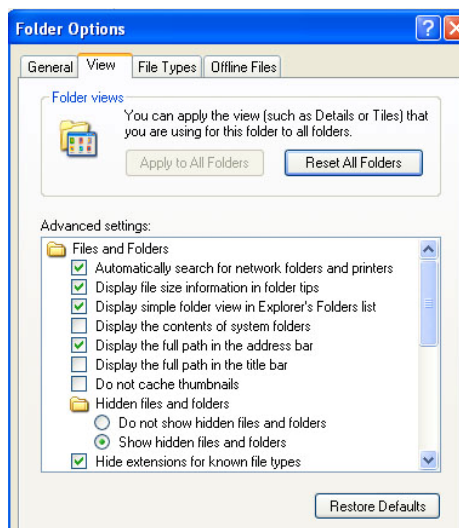 Folder Options
General View File Types Offline Files
Folder views
You can apply the view (such as Details or Tiles) that
you are using for this folder to all folders.
Apply to All Folders Reset All Folders
Advanced settings:
Files and Folders
Automatically search for network folders and printers
Display file size information in folder tips
Display simple folder view in Explorer's Folders list
Display the contents of system folders
Display the full path in the address bar
Display the full path in the title bar
Do not cache thumbnails
Hidden files and folders
Do not show hidden files and folders
Show hidden files and folders
Hide extensions for known file types
Restore Defaults